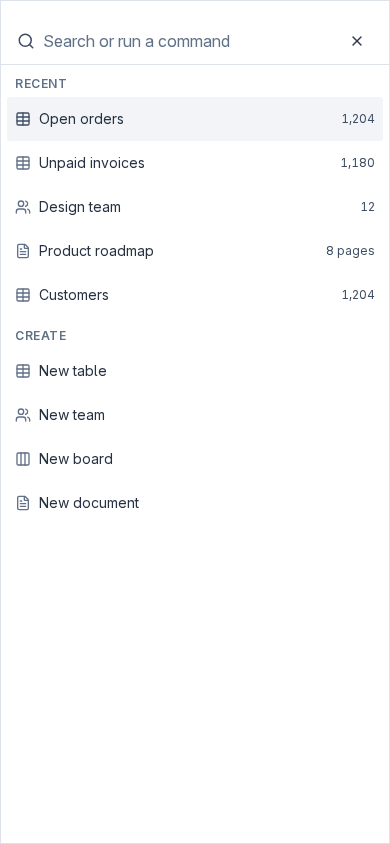 Search or run a command
RECENT
Open orders 1,204
Unpaid invoices 1,180
Design team 12
Product roadmap 8 pages
Customers 1,204
CREATE
New table
New team
New board
New document